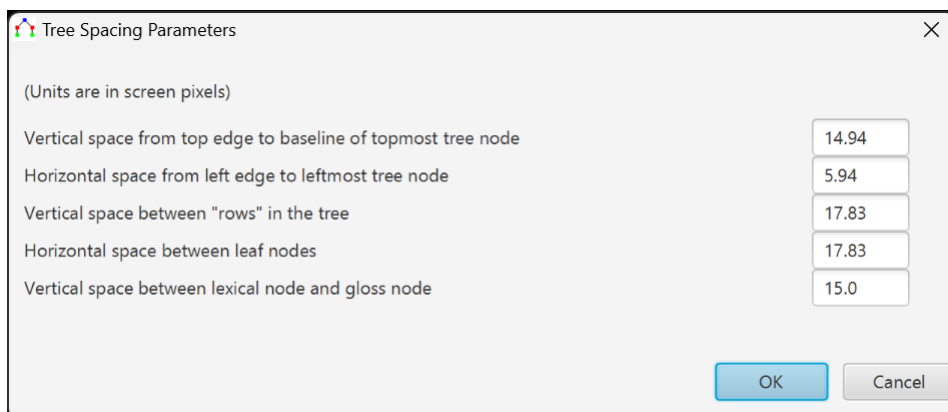 Tree Spacing Parameters
(Units are in screen pixels)
Vertical space from top edge to baseline of topmost tree node 14.94
Horizontal space from left edge to leftmost tree node 5.94
Vertical space between "rows" in the tree 17.83
Horizontal space between leaf nodes 17.83
Vertical space between lexical node and gloss node 15.0
OK Cancel